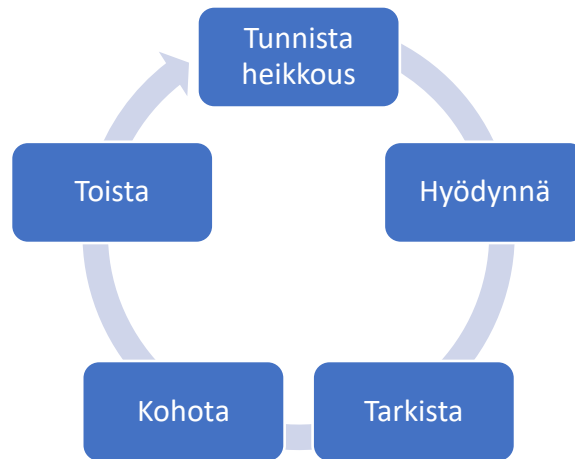 Tunnista
heikkous
Hyödynnä
Tarkista
Kohota
Toista